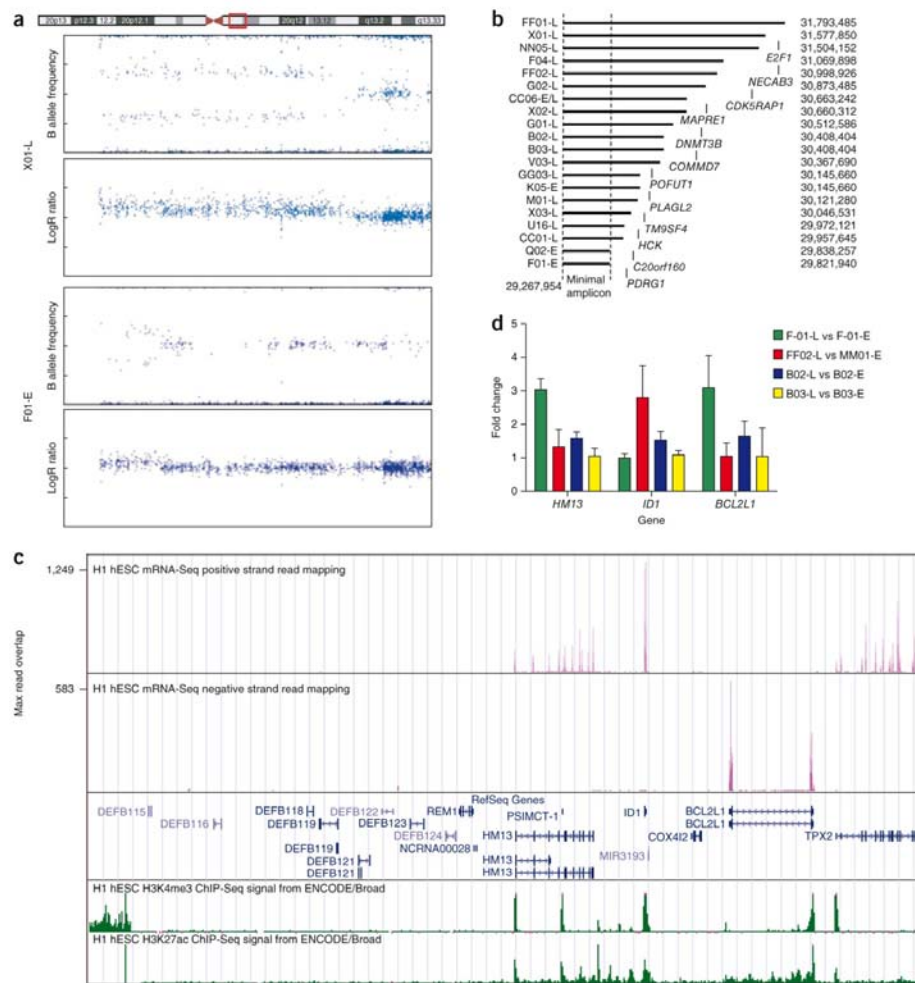 a
20p13 p12.3 12.2 20p12.1 20q12 13.12 q13.2 q13.33
B allele frequency
X01-L
LogR ratio
B allele frequency
F01-E
LogR ratio
b
FF01-L 31,793,485
X01-L 31,577,850
NN05-L 31,504,152
E2F1
F04-L 31,069,898
FF02-L 30,998,926
NECAB3
G02-L 30,873,485
CDK5RAP1
CC06-E/L 30,663,242
X02-L 30,660,312
MAPRE1
G01-L 30,512,586
B02-L 30,408,404
DNMT3B
B03-L 30,408,404
COMMD7
V03-L 30,367,690
GG03-L 30,145,660
POFUT1
K05-E 30,145,660
M01-L 30,121,280
PLAGL2
X03-L 30,046,531
U16-L 29,972,121
TM9SF4
CC01-L 29,957,645
HCK
Q02-E 29,838,257
F01-E 29,821,940
C20orf160
29,267,954 Minimal amplicon
PDRG1
d
5
4
3
2
1
0
Fold change
HM13 ID1 BCL2L1
Gene
F-01-L vs F-01-E
FF02-L vs MM01-E
B02-L vs B02-E
B03-L vs B03-E
c
Max read overlap
1,249
H1 hESC mRNA-Seq positive strand read mapping
583
H1 hESC mRNA-Seq negative strand read mapping
RefSeq Genes
DEFB115 DEFB118 DEFB122 REM1 PSIMCT-1 ID1 BCL2L1
DEFB116 DEFB119 DEFB123 BCL2L1
DEFB124 HM13 COX4I2 TPX2
DEFB119 NCRNA00028 MIR3193
DEFB121 HM13
DEFB121 HM13
H1 hESC H3K4me3 ChIP-Seq signal from ENCODE/Broad
H1 hESC H3K27ac ChIP-Seq signal from ENCODE/Broad